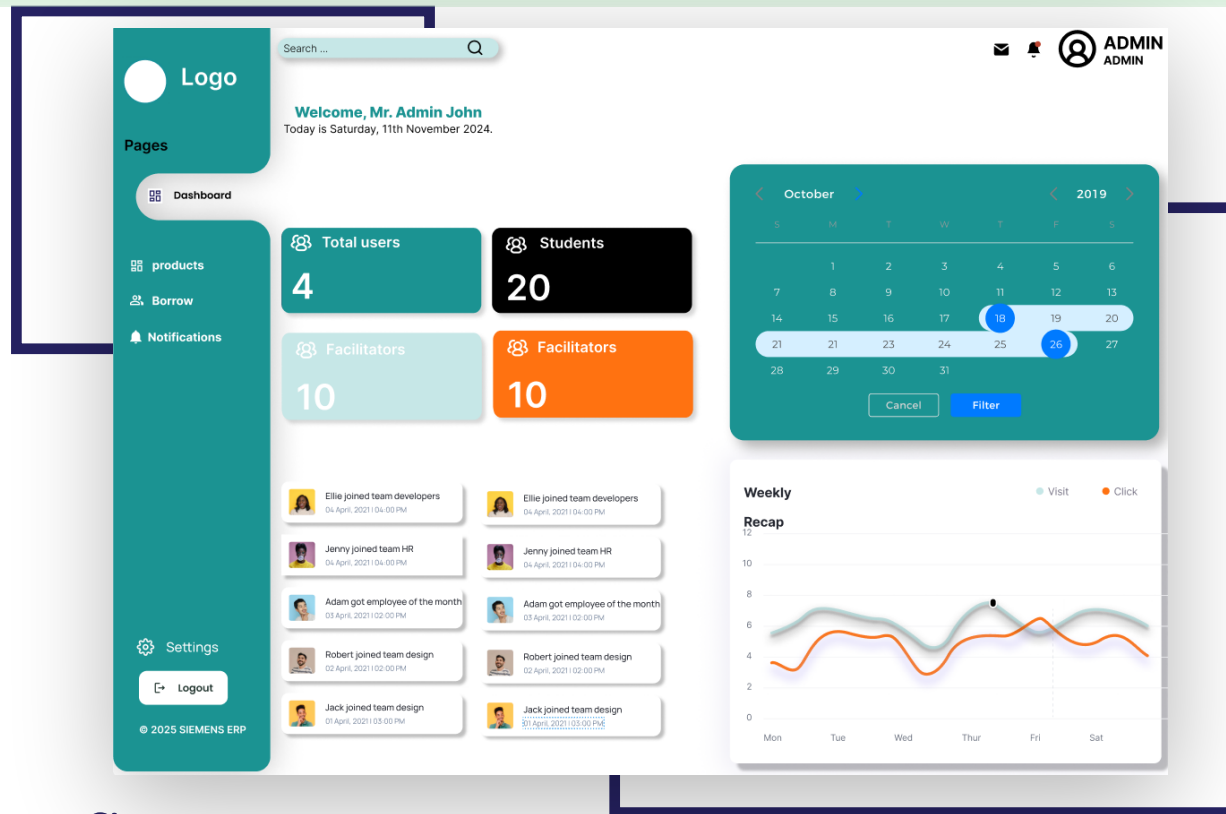 Search ...
ADMIN
ADMIN
Logo
Welcome, Mr. Admin John
Today is Saturday, 11th November 2024.
Pages
Dashboard
products
Borrow
Notifications
Settings
Logout
© 2025 SIEMENS ERP
Total users
4
Students
20
Facilitators
10
Facilitators
10
October 2019
S M T W T F S
1 2 3 4 5 6
7 8 9 10 11 12 13
14 15 16 17 18 19 20
21 21 23 24 25 26 27
28 29 30 31
Cancel Filter
Ellie joined team developers
04 April, 2021 | 04:00 PM
Jenny joined team HR
04 April, 2021 | 04:00 PM
Adam got employee of the month
03 April, 2021 | 02:00 PM
Robert joined team design
02 April, 2021 | 02:00 PM
Jack joined team design
01 April, 2021 | 03:00 PM
Ellie joined team developers
04 April, 2021 | 04:00 PM
Jenny joined team HR
04 April, 2021 | 04:00 PM
Adam got employee of the month
03 April, 2021 | 02:00 PM
Robert joined team design
02 April, 2021 | 02:00 PM
Jack joined team design
01 April, 2021 | 03:00 PM
Weekly
Recap
Visit Click
12
10
8
6
4
2
0
Mon Tue Wed Thur Fri Sat